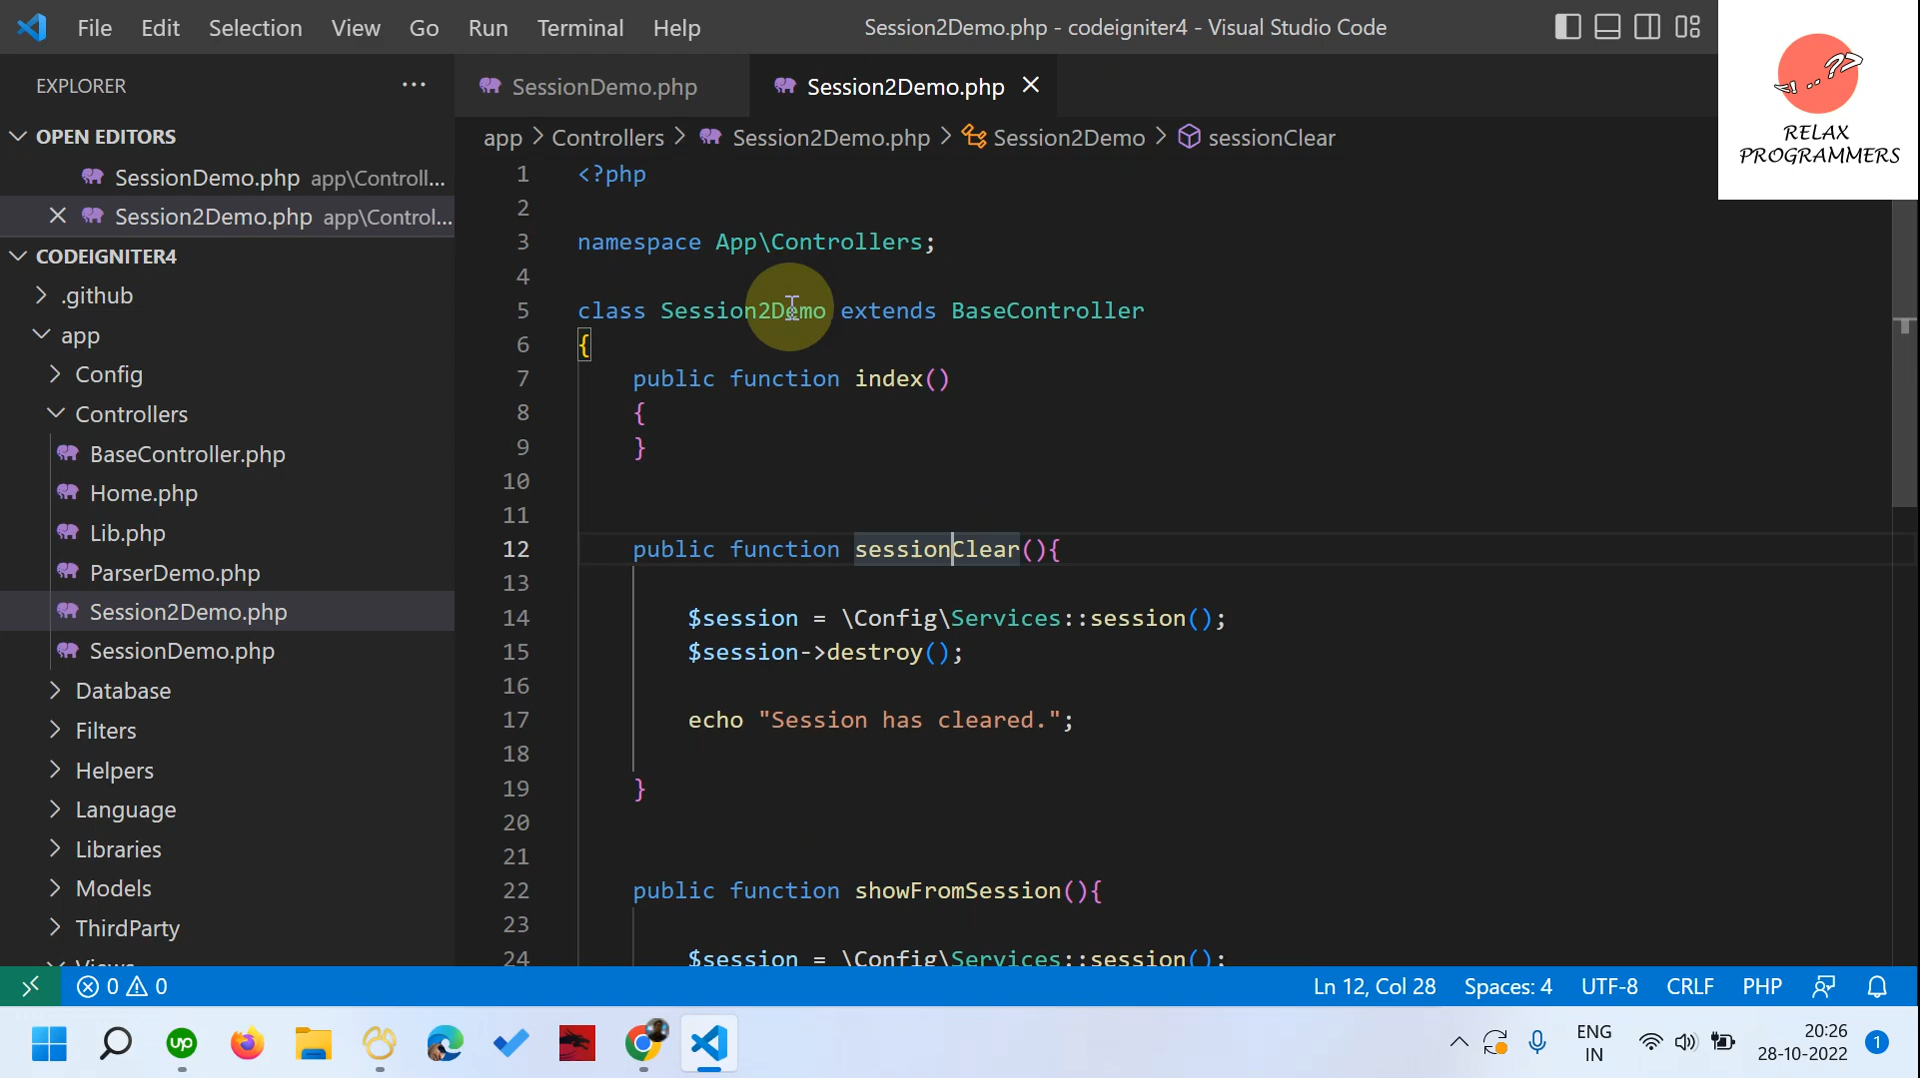 File Edit Selection View Go Run Terminal Help
Session2Demo.php - codeigniter4 - Visual Studio Code
<!..??>
RELAX
PROGRAMMERS
EXPLORER
OPEN EDITORS
SessionDemo.php app\Controll...
Session2Demo.php app\Control...
CODEIGNITER4
.github
app
Config
Controllers
BaseController.php
Home.php
Lib.php
ParserDemo.php
Session2Demo.php
SessionDemo.php
Database
Filters
Helpers
Language
Libraries
Models
ThirdParty
Views
SessionDemo.php
Session2Demo.php
app > Controllers > Session2Demo.php > Session2Demo > sessionClear
1 <?php
2
3 namespace App\Controllers;
4
5 class Session2Demo extends BaseController
6 {
7 public function index()
8 {
9 }
10
11
12 public function sessionClear(){
13
14 $session = \Config\Services::session();
15 $session->destroy();
16
17 echo "Session has cleared.";
18
19 }
20
21
22 public function showFromSession(){
23
24 $session = \Config\Services::session();
0 0
Ln 12, Col 28 Spaces: 4 UTF-8 CRLF PHP
up
ENG
IN
20:26
28-10-2022
1